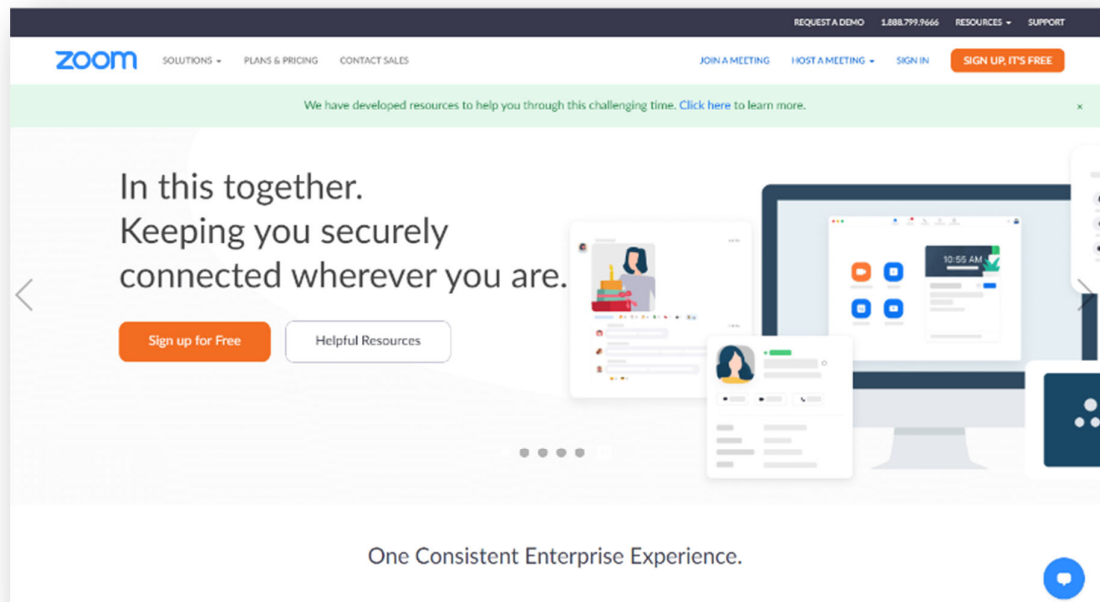 REQUEST A DEMO 1.888.799.9666 RESOURCES SUPPORT
zoom SOLUTIONS PLANS & PRICING CONTACT SALES JOIN A MEETING HOST A MEETING SIGN IN SIGN UP, IT'S FREE
We have developed resources to help you through this challenging time. Click here to learn more. ×
In this together.
Keeping you securely
connected wherever you are.
10:55 AM
Sign up for Free Helpful Resources
One Consistent Enterprise Experience.